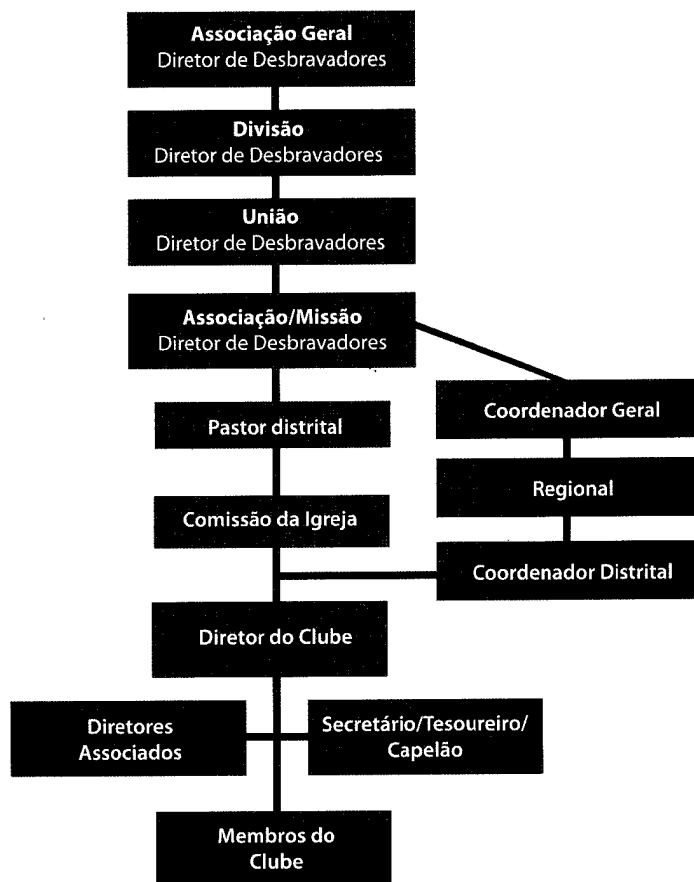 Associação Geral
Diretor de Desbravadores
Divisão
Diretor de Desbravadores
União
Diretor de Desbravadores
Associação/Missão
Diretor de Desbravadores
Pastor distrital
Comissão da Igreja
Coordenador Geral
Regional
Coordenador Distrital
Diretor do Clube
Diretores
Associados
Secretário/Tesoureiro/
Capelão
Membros do
Clube